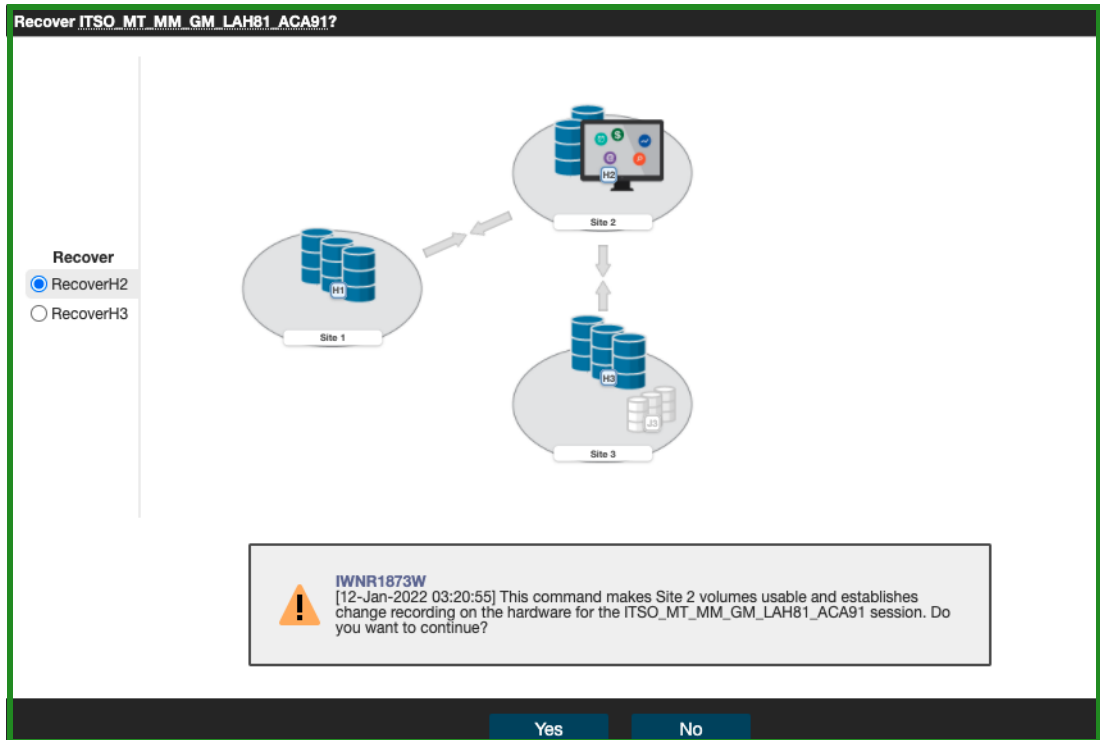 Recover ITSO_MT_MM_GM_LAH81_ACA91?
Recover
RecoverH2
RecoverH3
$
H2
Site 2
H1
Site 1
H3
J3
Site 3
IWNR1873W
[12-Jan-2022 03:20:55] This command makes Site 2 volumes usable and establishes
change recording on the hardware for the ITSO_MT_MM_GM_LAH81_ACA91 session. Do
you want to continue?
Yes
No